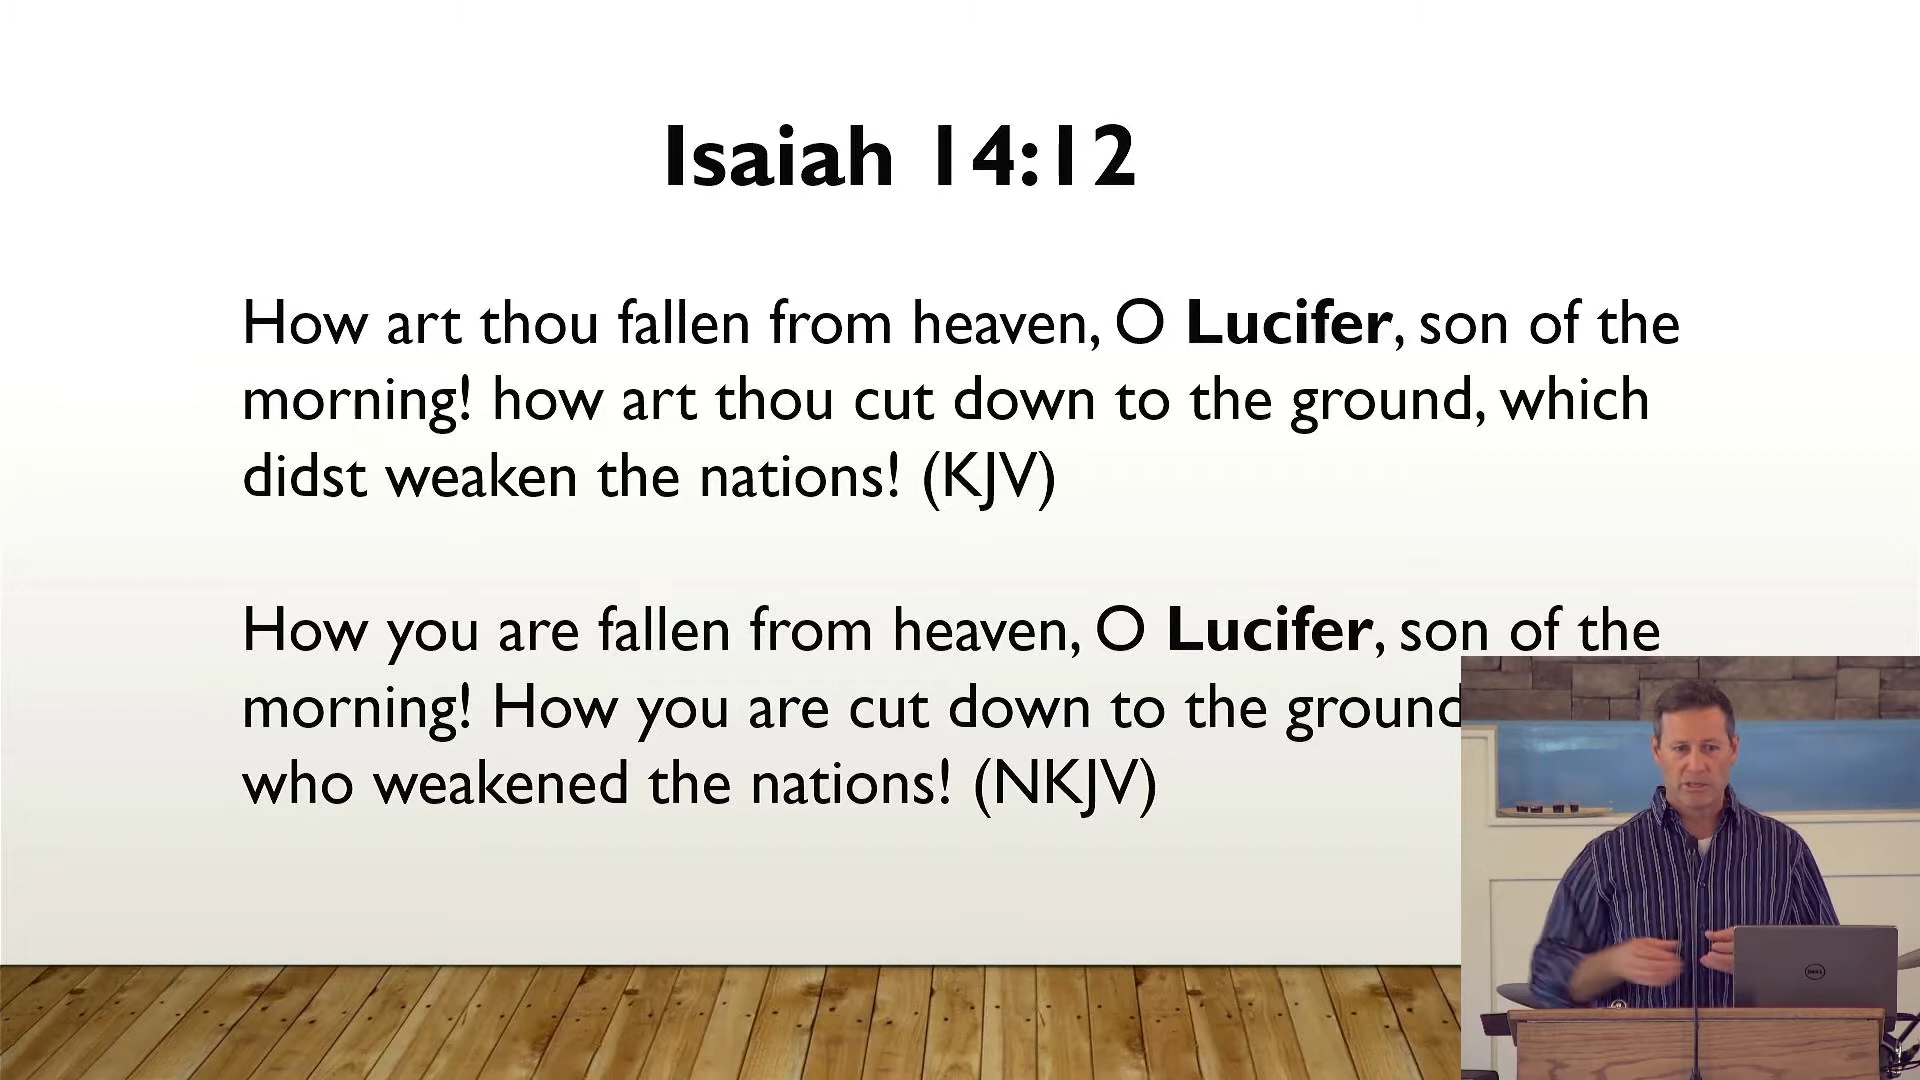 Isaiah 14:12
How art thou fallen from heaven, O Lucifer, son of the
morning! how art thou cut down to the ground, which
didst weaken the nations! (KJV)
How you are fallen from heaven, O Lucifer, son of the
morning! How you are cut down to the ground
who weakened the nations! (NKJV)
DELL